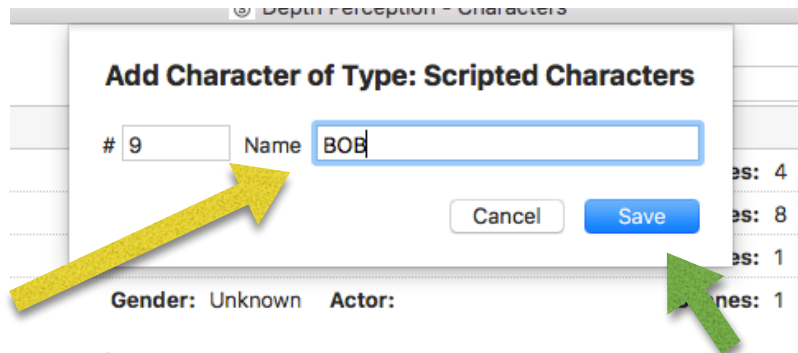 Depth Perception - Characters
Add Character of Type: Scripted Characters
# 9 Name BOB
es: 4
Cancel Save
es: 8
es: 1
Gender: Unknown Actor: nes: 1